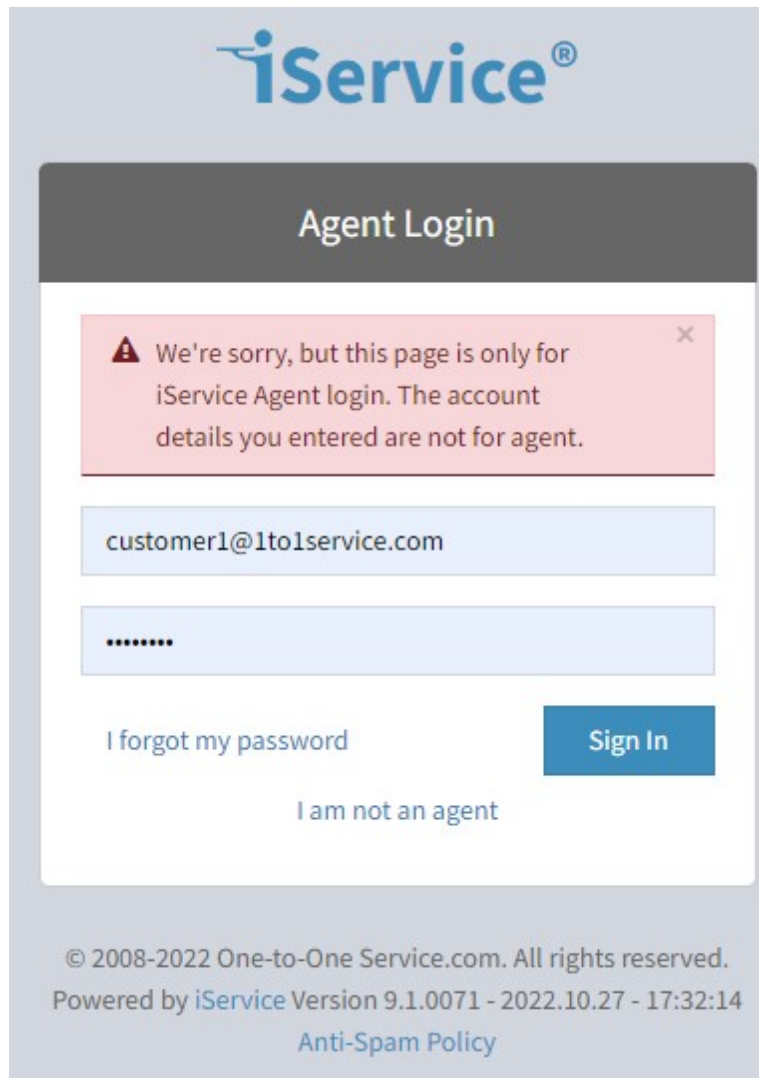 iService®
Agent Login
We're sorry, but this page is only for
iService Agent login. The account
details you entered are not for agent.
×
customer1@1to1service.com
••••••••
I forgot my password
Sign In
I am not an agent
© 2008-2022 One-to-One Service.com. All rights reserved.
Powered by iService Version 9.1.0071 - 2022.10.27 - 17:32:14
Anti-Spam Policy